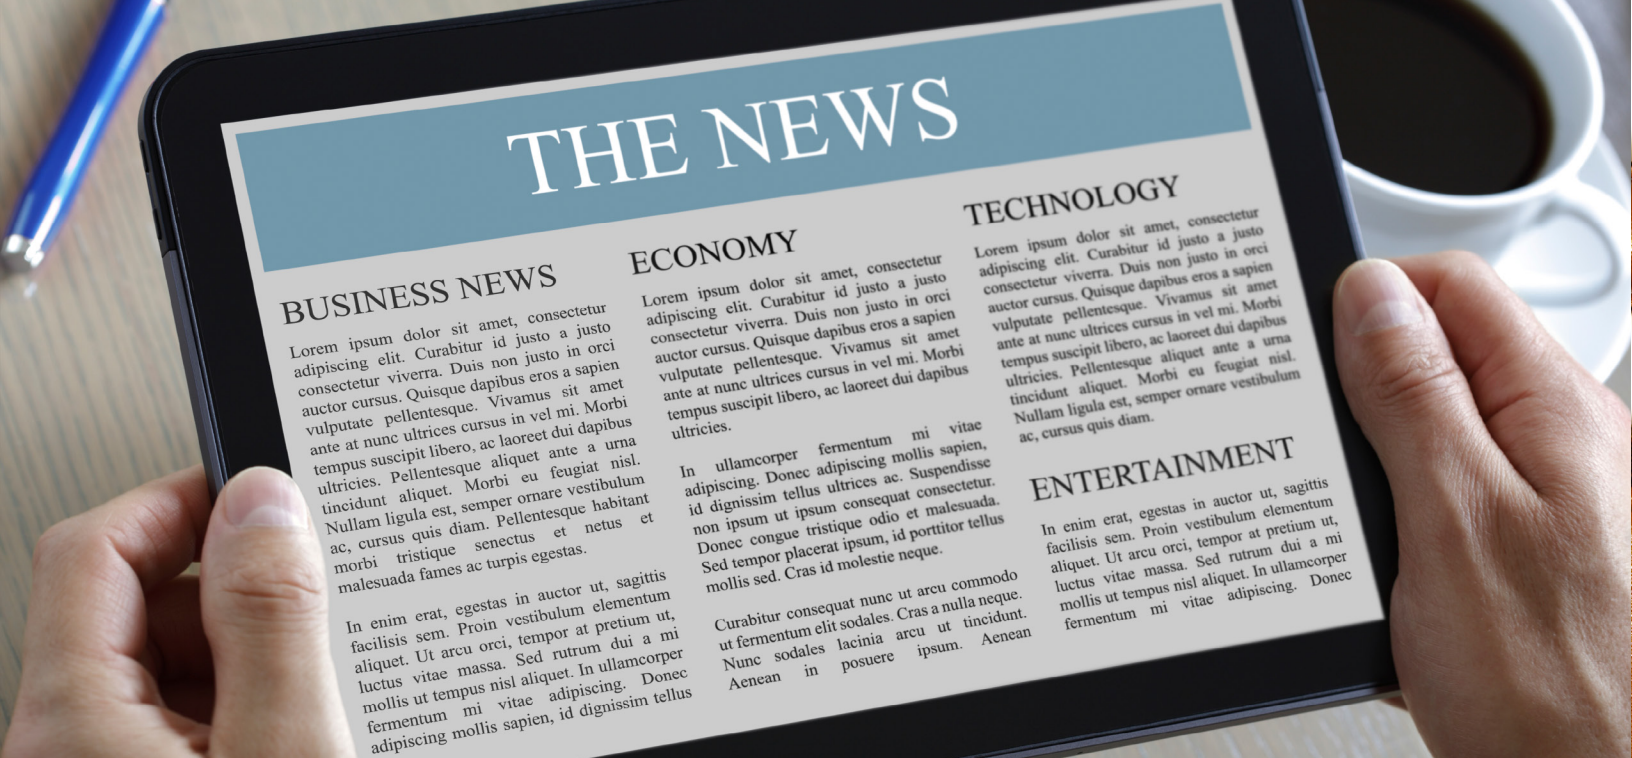 THE NEWS
BUSINESS NEWS
Lorem ipsum dolor sit amet, consectetur
adipiscing elit. Curabitur id justo a justo
consectetur viverra. Duis non justo in orci
auctor cursus. Quisque dapibus eros a sapien
vulputate pellentesque. Vivamus sit amet
ante at nunc ultrices cursus in vel mi. Morbi
tempus suscipit libero, ac laoreet dui dapibus
ultricies. Pellentesque aliquet ante a urna
tincidunt aliquet. Morbi eu feugiat nisl.
Nullam ligula est, semper ornare vestibulum
ac, cursus quis diam. Pellentesque habitant
morbi tristique senectus et netus et
malesuada fames ac turpis egestas.
In enim erat, egestas in auctor ut, sagittis
facilisis sem. Proin vestibulum elementum
aliquet. Ut arcu orci, tempor at pretium ut,
luctus vitae massa. Sed rutrum dui a mi
mollis ut tempus nisl aliquet. In ullamcorper
fermentum mi vitae adipiscing. Donec
adipiscing mollis sapien, id dignissim tellus
ECONOMY
Lorem ipsum dolor sit amet, consectetur
adipiscing elit. Curabitur id justo a justo
consectetur viverra. Duis non justo in orci
auctor cursus. Quisque dapibus eros a sapien
vulputate pellentesque. Vivamus sit amet
ante at nunc ultrices cursus in vel mi. Morbi
tempus suscipit libero, ac laoreet dui dapibus
ultricies.
In ullamcorper fermentum mi vitae
adipiscing. Donec adipiscing mollis sapien,
id dignissim tellus ultrices ac. Suspendisse
non ipsum ut ipsum consequat consectetur.
Donec congue tristique odio et malesuada.
Sed tempor placerat ipsum, id porttitor tellus
mollis sed. Cras id molestie neque.
Curabitur consequat nunc ut arcu commodo
ut fermentum elit sodales. Cras a nulla neque.
Nunc sodales lacinia arcu ut tincidunt.
Aenean in posuere ipsum. Aenean
TECHNOLOGY
Lorem ipsum dolor sit amet, consectetur
adipiscing elit. Curabitur id justo a justo
consectetur viverra. Duis non justo in orci
auctor cursus. Quisque dapibus eros a sapien
vulputate pellentesque. Vivamus sit amet
ante at nunc ultrices cursus in vel mi. Morbi
tempus suscipit libero, ac laoreet dui dapibus
ultricies. Pellentesque aliquet ante a urna
tincidunt aliquet. Morbi eu feugiat nisl.
Nullam ligula est, semper ornare vestibulum
ac, cursus quis diam.
ENTERTAINMENT
In enim erat, egestas in auctor ut, sagittis
facilisis sem. Proin vestibulum elementum
aliquet. Ut arcu orci, tempor at pretium ut,
luctus vitae massa. Sed rutrum dui a mi
mollis ut tempus nisl aliquet. In ullamcorper
fermentum mi vitae adipiscing. Donec